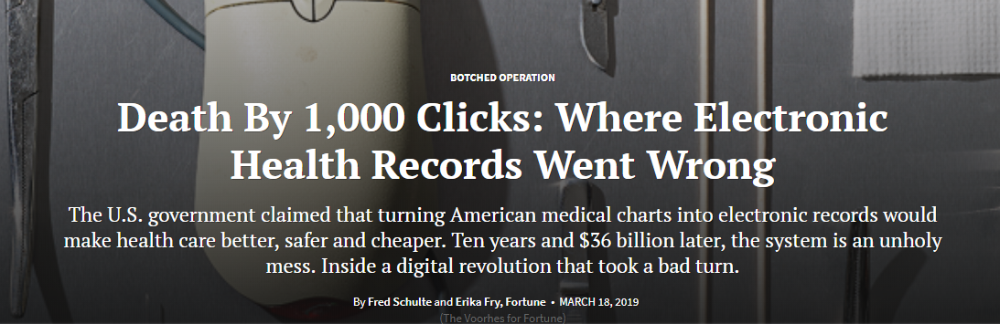 BOTCHED OPERATION
Death By 1,000 Clicks: Where Electronic
Health Records Went Wrong
The U.S. government claimed that turning American medical charts into electronic records would
make health care better, safer and cheaper. Ten years and $36 billion later, the system is an unholy
mess. Inside a digital revolution that took a bad turn.
By Fred Schulte and Erika Fry, Fortune • MARCH 18, 2019
(The Voorhes for Fortune)